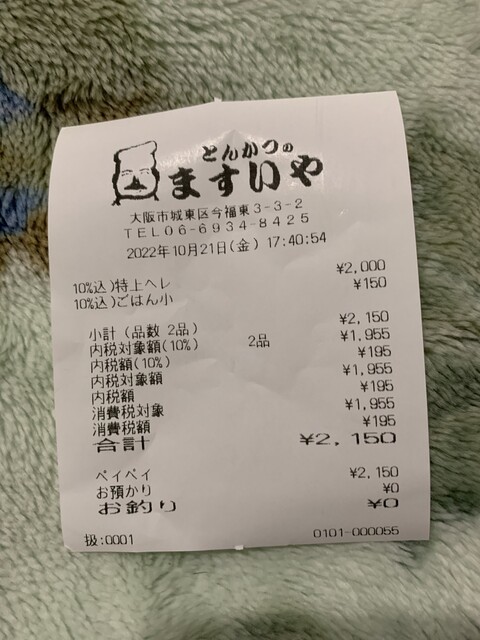 とんかつの
ますいや
大阪市城東区今福東3-3-2
TEL06-6934-8425
2022年10月21日(金) 17:40:54
10%込)特上ヘレ ¥2,000
10%込)ごはん小 ¥150
小計(品数 2品) ¥2,150
内税対象額(10%) 2品 ¥1,955
内税額(10%) ¥195
内税対象額 ¥1,955
内税額 ¥195
消費税対象 ¥1,955
消費税額 ¥195
合計 ¥2,150
ペイペイ ¥2,150
お預かり ¥0
お釣り ¥0
扱:0001 0101-000055